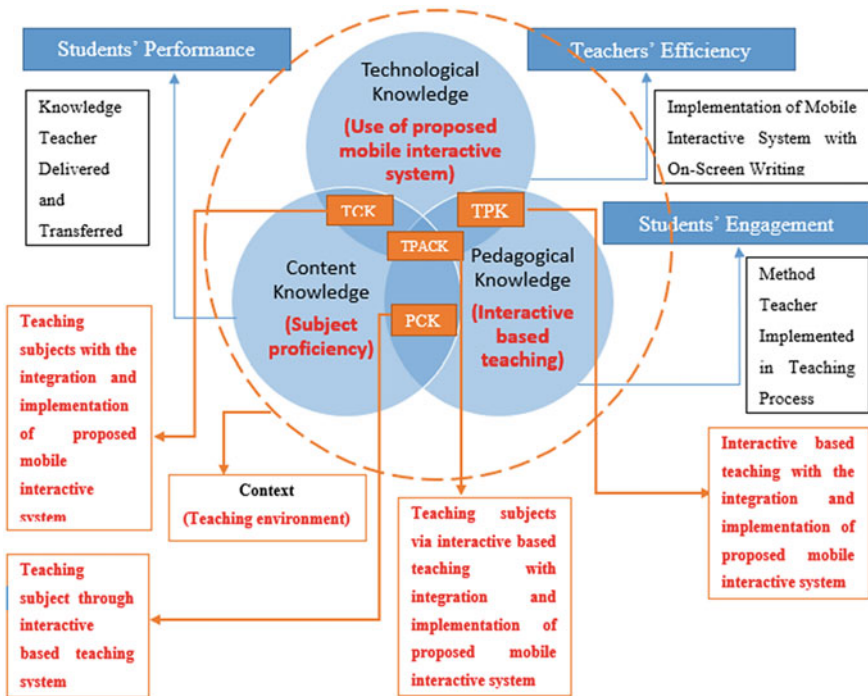 Students' Performance
Teachers' Efficiency
Technological
Knowledge
(Use of proposed
mobile interactive
system)
Knowledge
Teacher
Delivered
and
Transferred
Implementation of Mobile
Interactive System with
On-Screen Writing
TCK
TPK
TPACK
Students' Engagement
Content
Knowledge
(Subject
proficiency)
Pedagogical
Knowledge
(Interactive
based
teaching)
PCK
Method
Teacher
Implemented
in Teaching
Process
Teaching
subjects with the
integration and
implementation
of proposed
mobile
interactive
system
Context
(Teaching environment)
Interactive based
teaching with the
integration and
implementation of
proposed mobile
interactive system
Teaching subjects
via interactive based
teaching with
integration and
implementation of
proposed mobile
interactive system
Teaching
subject through
interactive
based teaching
system